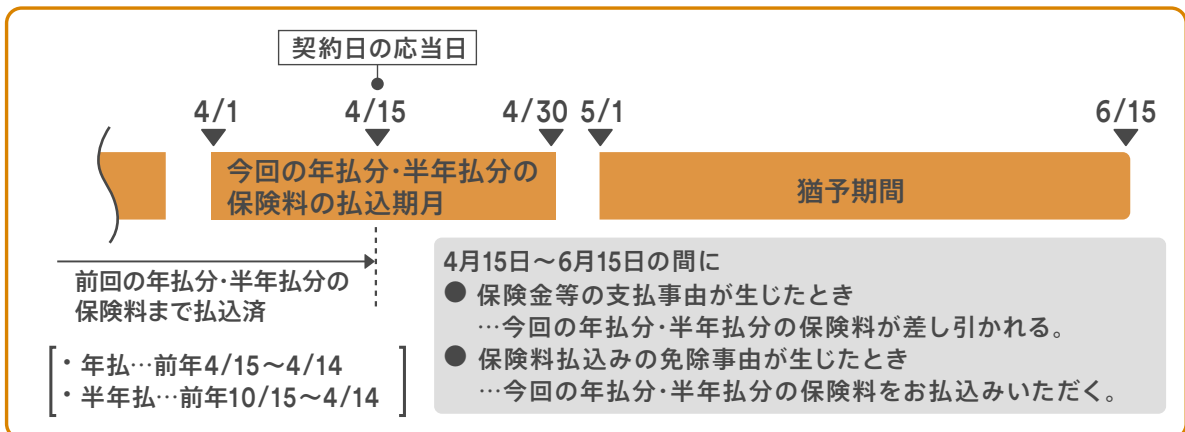 契約日の応当日
4/1
4/15
4/30
5/1
6/15
今回の年払分･半年払分の
保険料の払込期月
猶予期間
前回の年払分･半年払分の
保険料まで払込済
・年払…前年4/15～4/14
・半年払…前年10/15～4/14
4月15日～6月15日の間に
● 保険金等の支払事由が生じたとき
…今回の年払分･半年払分の保険料が差し引かれる。
● 保険料払込みの免除事由が生じたとき
…今回の年払分･半年払分の保険料をお払込みいただく。